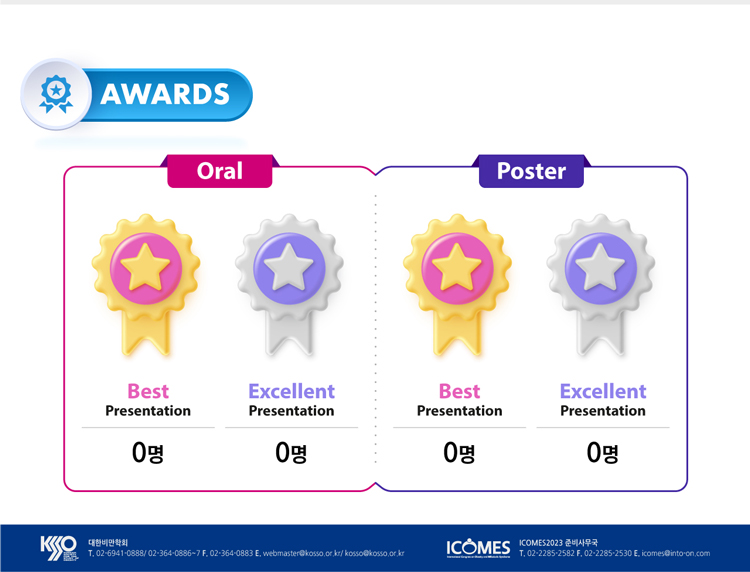 AWARDS
Oral
Poster
Best
Presentation
Excellent
Presentation
Best
Presentation
Excellent
Presentation
0명
0명
0명
0명
KSSO
대한비만학회
T. 02-6941-0888/ 02-364-0886~7 F. 02-364-0883 E. webmaster@kosso.or.kr/ kosso@kosso.or.kr
ICOMES
ICOMES2023 준비사무국
T. 02-2285-2582 F. 02-2285-2530 E. icomes@into-on.com